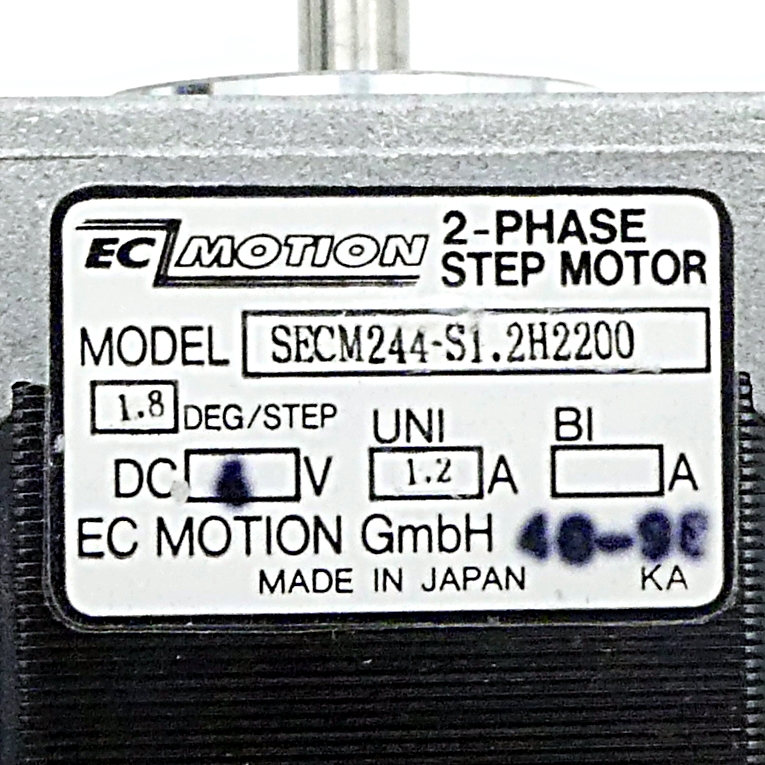 EC MOTION 2-PHASE STEP MOTOR
MODEL SECM244-S1.2H2200
1.8 DEG/STEP
UNI
BI
DC V 1.2 A A
EC MOTION GmbH
MADE IN JAPAN KA